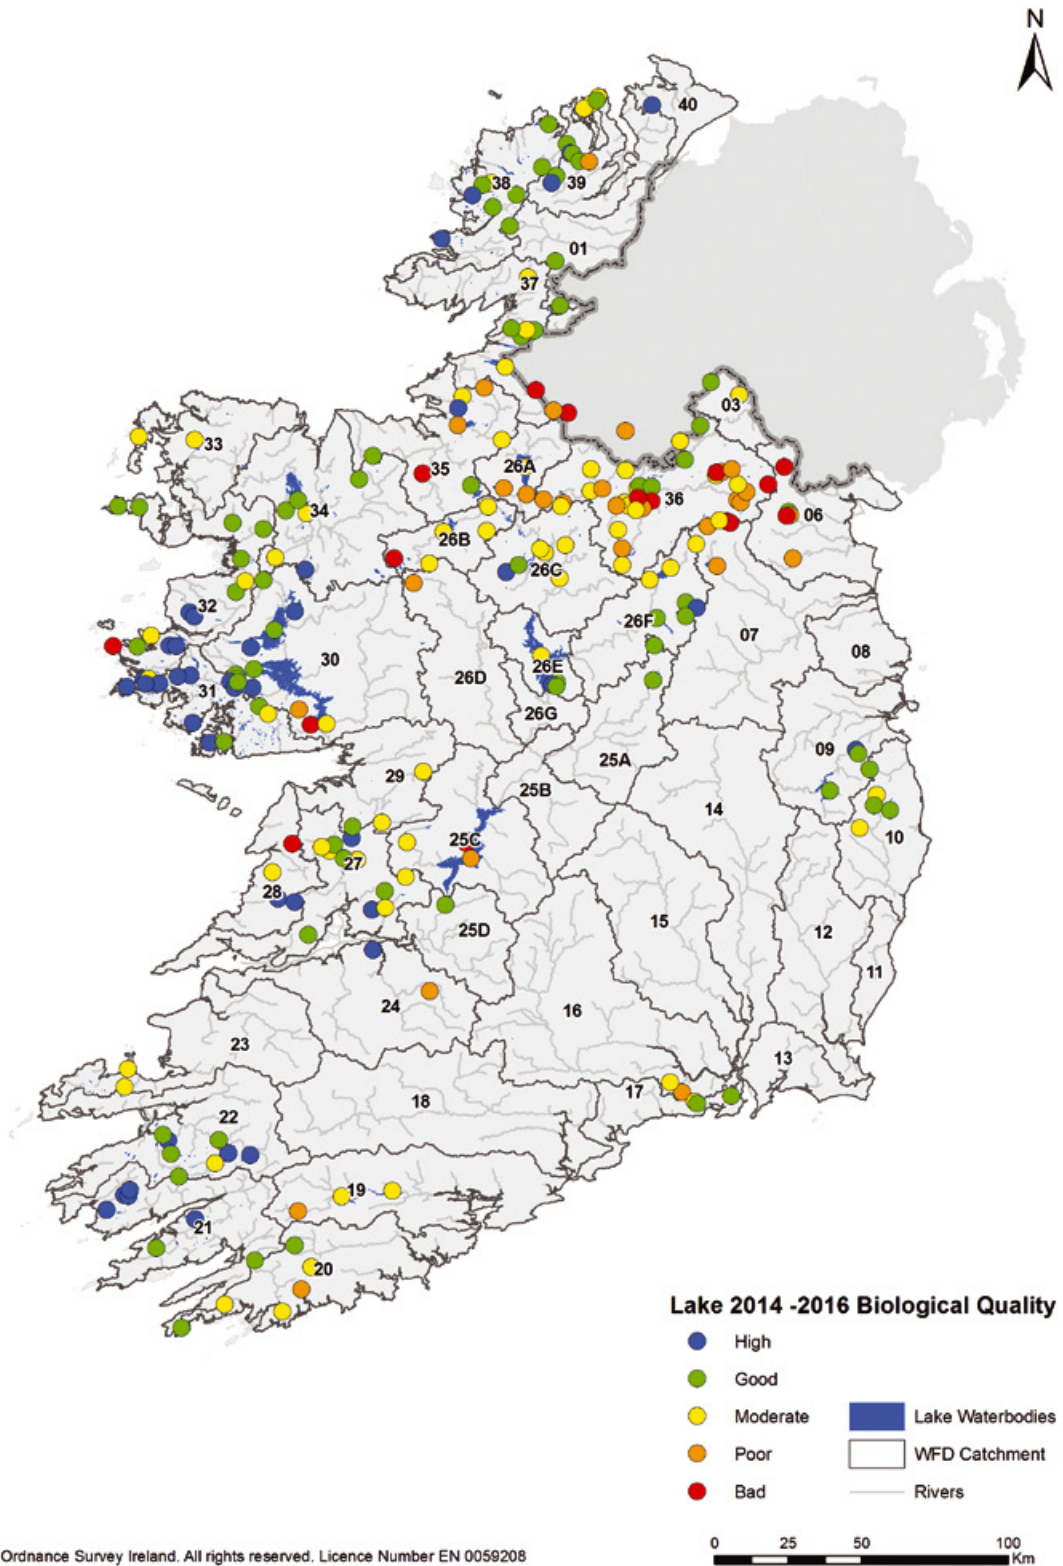 N
40
38
39
01
37
03
33
35
26A
36
34
06
26B
26C
32
26F
07
30
26E
08
31
26D
26G
09
25A
29
25B
14
25C
10
27
28
15
25D
12
11
24
16
23
13
17
18
22
19
21
20
Lake 2014 -2016 Biological Quality
High
Good
Moderate
Lake Waterbodies
Poor
WFD Catchment
Bad
Rivers
Ordnance Survey Ireland. All rights reserved. Licence Number EN 0059208
0 25 50 100
Km